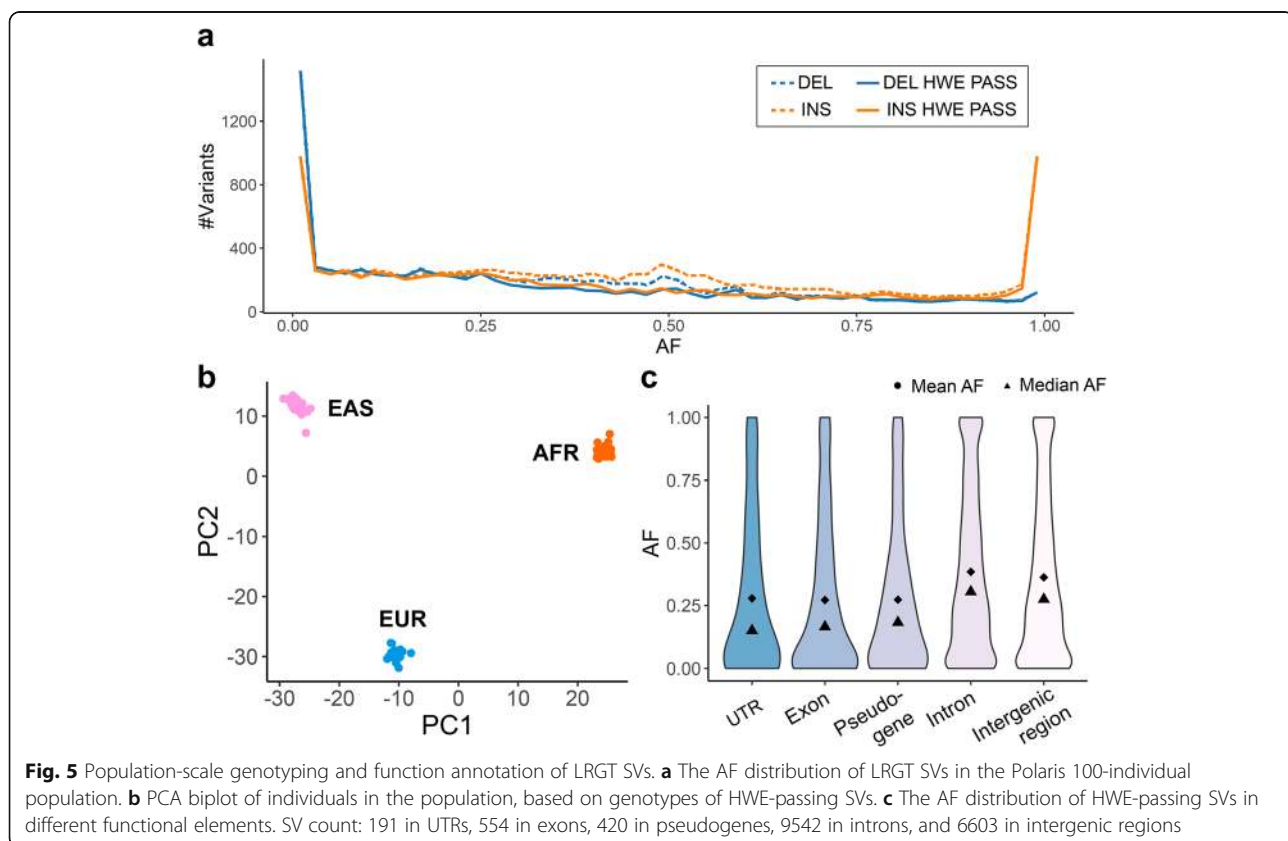 a
DEL DEL HWE PASS
INS INS HWE PASS
1200
800
400
0
#Variants
0.00 0.25 0.50 0.75 1.00
AF
b
EAS
AFR
EUR
10
0
-10
-20
-30
PC2
-30 -20 -10 0 10 20
PC1
c
Mean AF Median AF
1.00
0.75
0.50
0.25
0.00
AF
UTR
Exon
Pseudo-
gene
Intron
Intergenic
region
Fig. 5 Population-scale genotyping and function annotation of LRGT SVs. a The AF distribution of LRGT SVs in the Polaris 100-individual
population. b PCA biplot of individuals in the population, based on genotypes of HWE-passing SVs. c The AF distribution of HWE-passing SVs in
different functional elements. SV count: 191 in UTRs, 554 in exons, 420 in pseudogenes, 9542 in introns, and 6603 in intergenic regions